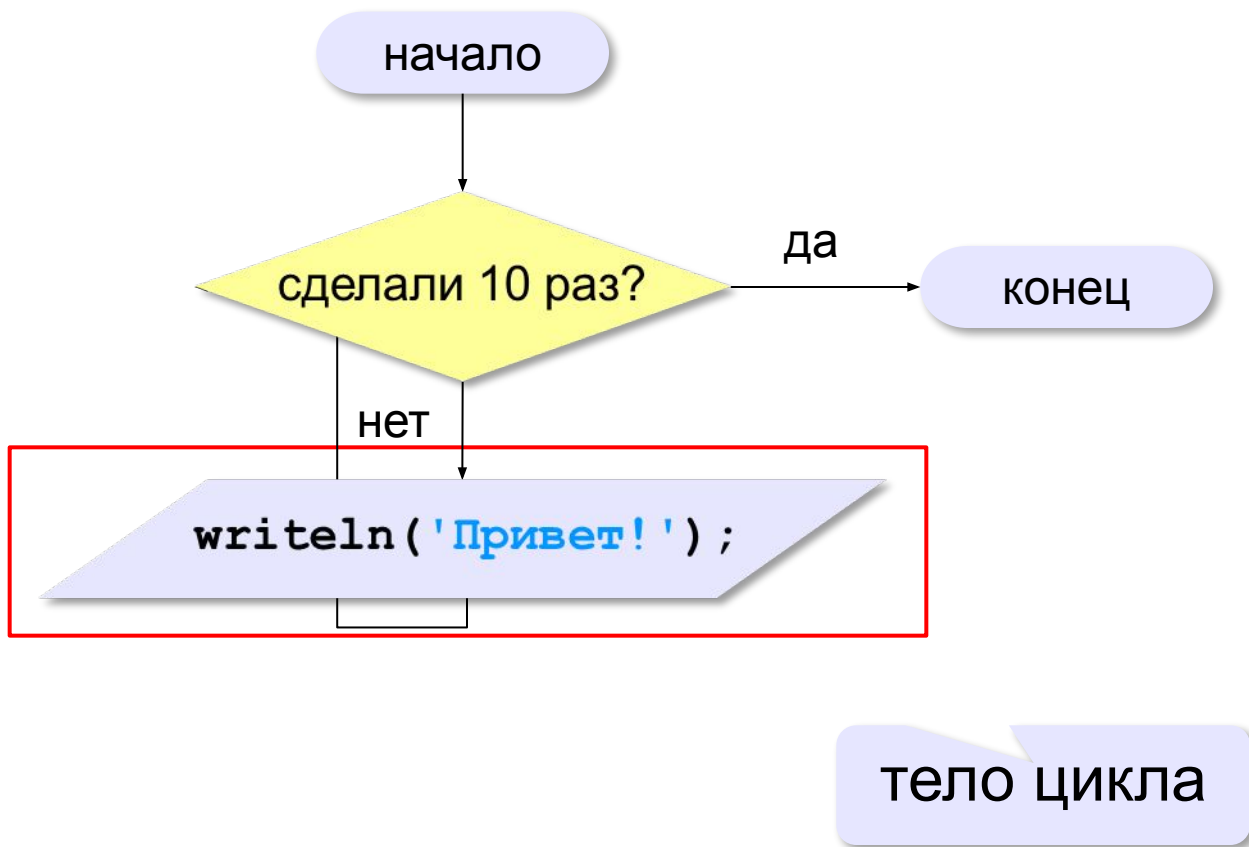 начало
сделали 10 раз?
да
конец
нет
writeln('Привет!');
тело цикла